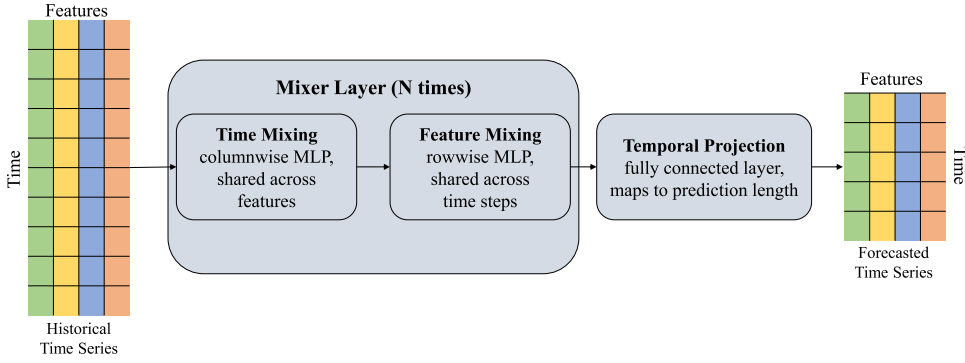 Features
Time
Historical
Time Series
Mixer Layer (N times)
Time Mixing
columnwise MLP,
shared across
features
Feature Mixing
rowwise MLP,
shared across
time steps
Temporal Projection
fully connected layer,
maps to prediction length
Features
Time
Forecasted
Time Series